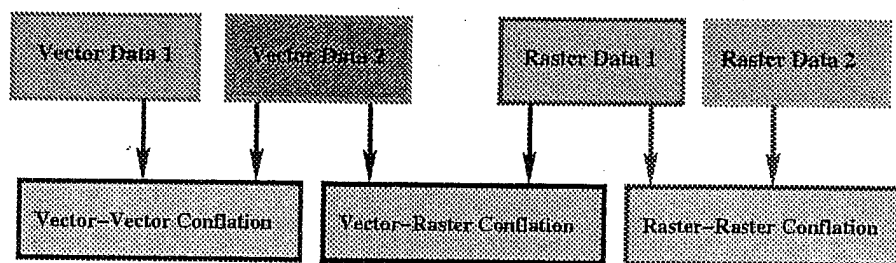 Vector Data 1
Vector Data 2
Raster Data 1
Raster Data 2
Vector–Vector Conflation
Vector–Raster Conflation
Raster–Raster Conflation